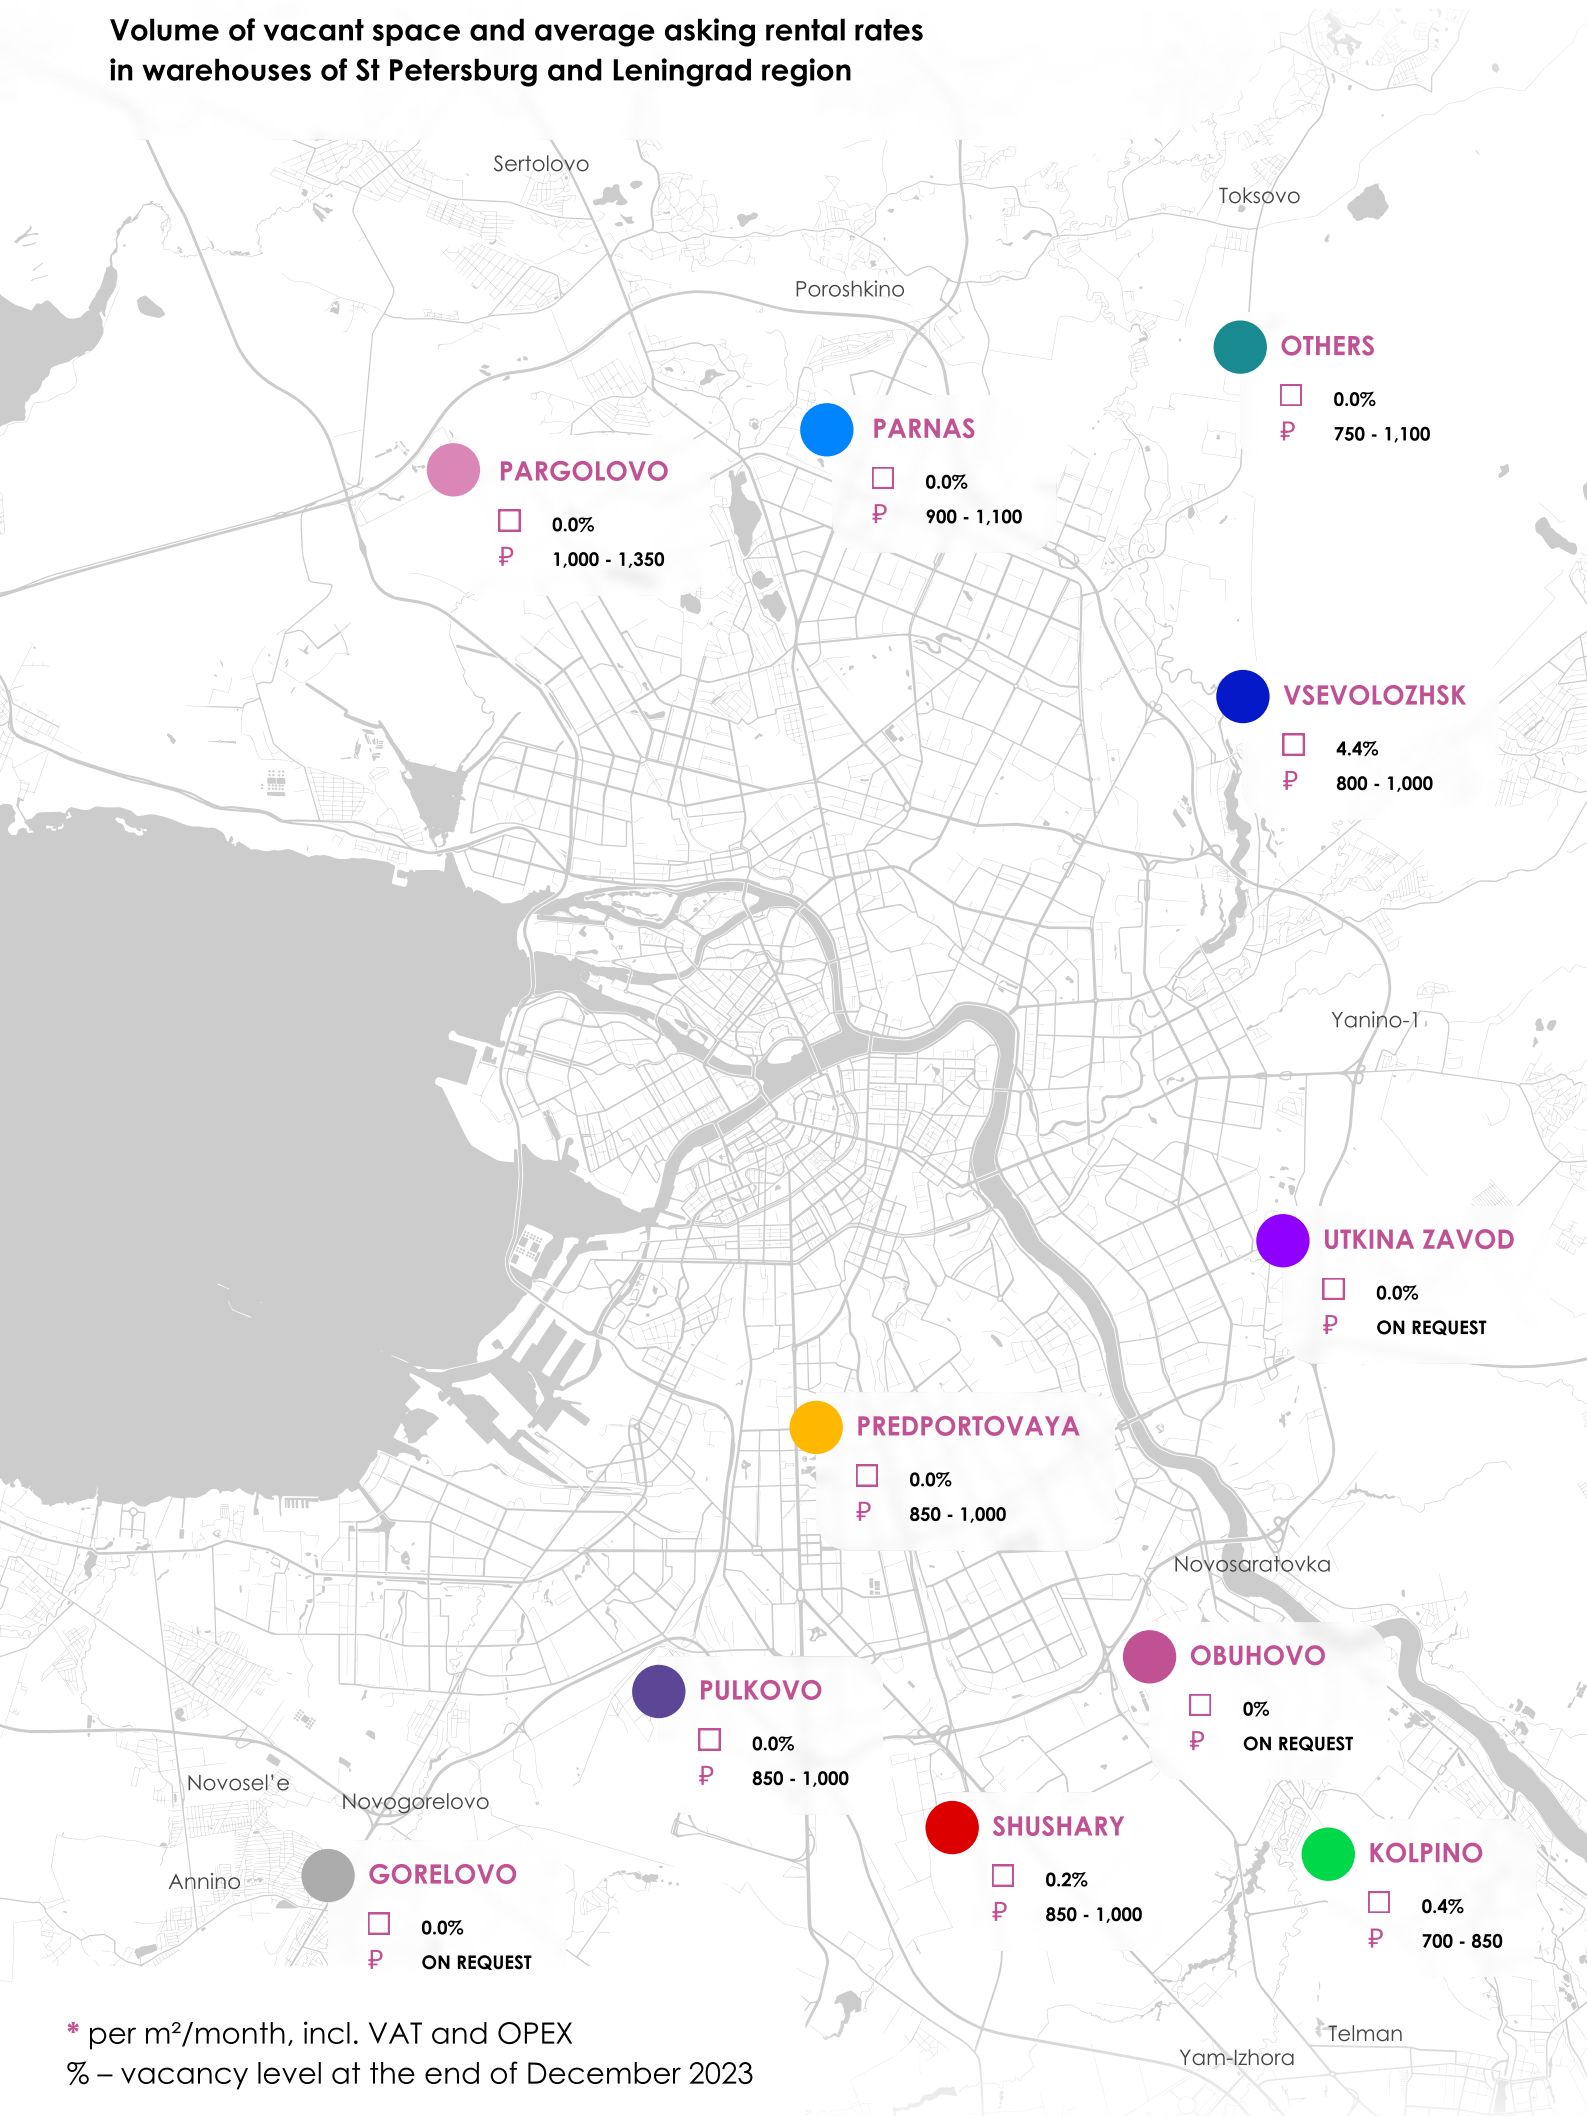 Volume of vacant space and average asking rental rates
in warehouses of St Petersburg and Leningrad region
Sertolovo
Toksovo
Poroshkino
OTHERS
0.0%
₽ 750 - 1,100
PARNAS
0.0%
₽ 900 - 1,100
PARGOLOVO
0.0%
₽ 1,000 - 1,350
VSEVOLOZHSK
4.4%
₽ 800 - 1,000
Yanino-1
UTKINA ZAVOD
0.0%
₽ ON REQUEST
PREDPORTOVAYA
0.0%
₽ 850 - 1,000
Novosaratovka
OBUHOVO
0%
₽ ON REQUEST
PULKOVO
0.0%
₽ 850 - 1,000
Novosel'e
Novogorelovo
Annino
GORELOVO
0.0%
₽ ON REQUEST
SHUSHARY
0.2%
₽ 850 - 1,000
KOLPINO
0.4%
₽ 700 - 850
Telman
Yam-Izhora
* per m²/month, incl. VAT and OPEX
% – vacancy level at the end of December 2023